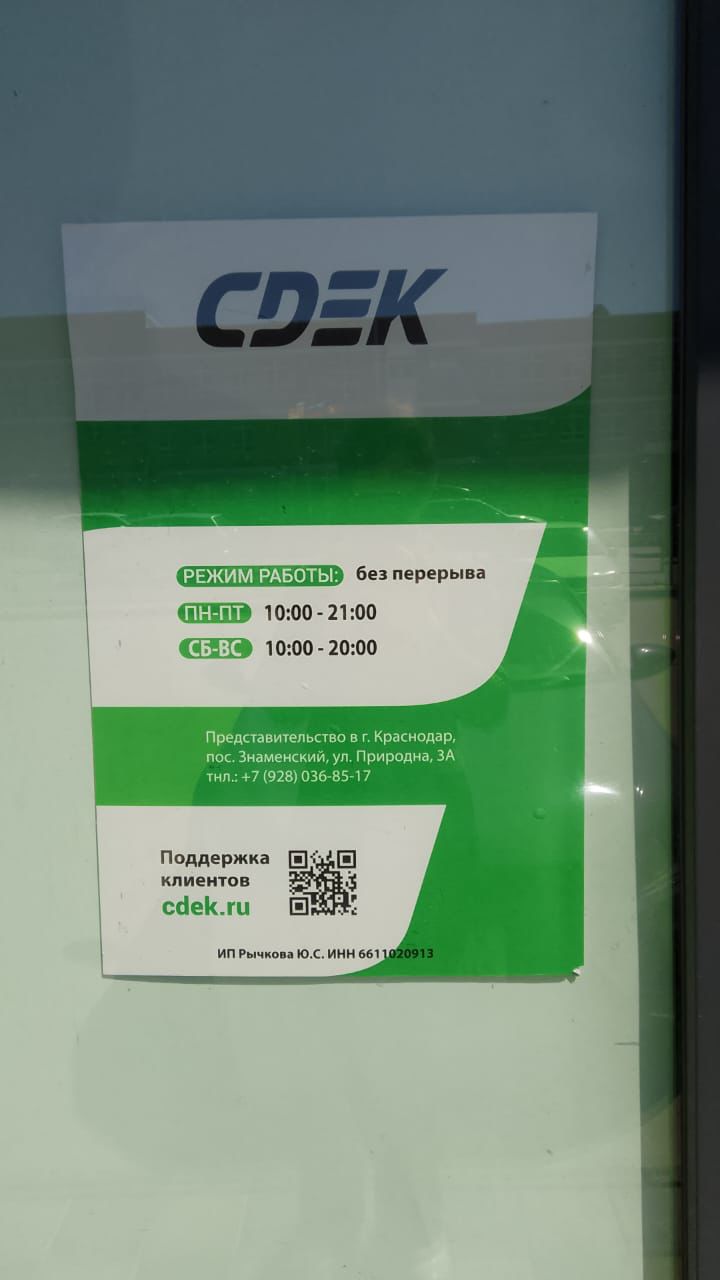 CDEK
РЕЖИМ РАБОТЫ: без перерыва
ПН-ПТ 10:00 - 21:00
СБ-ВС 10:00 - 20:00
Представительство в г. Краснодар,
пос. Знаменский, ул. Природна, 3А
тнл.: +7 (928) 036-85-17
Поддержка
клиентов
cdek.ru
ИП Рычкова Ю.С. ИНН 6611020913